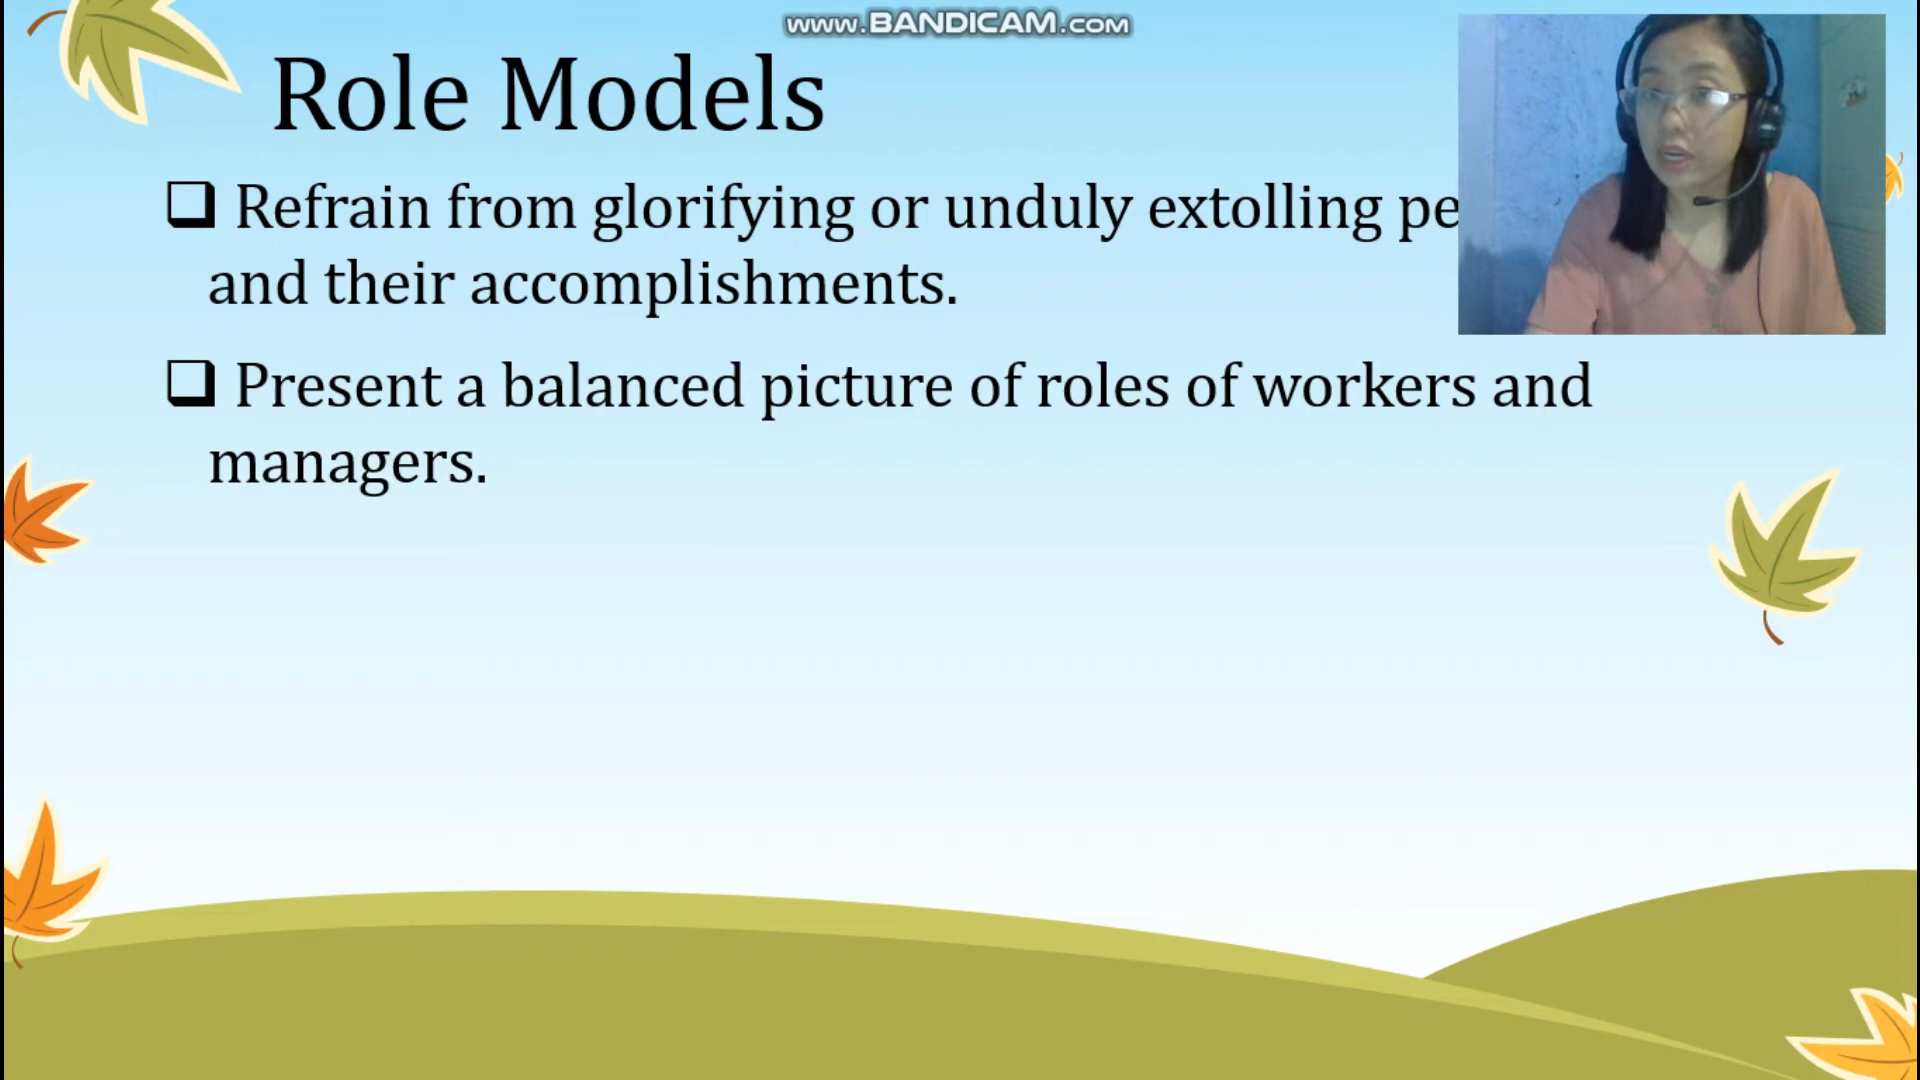 www.BANDICAM.com
Role Models
❑ Refrain from glorifying or unduly extolling
and their accomplishments.
❑ Present a balanced picture of roles of workers and
managers.